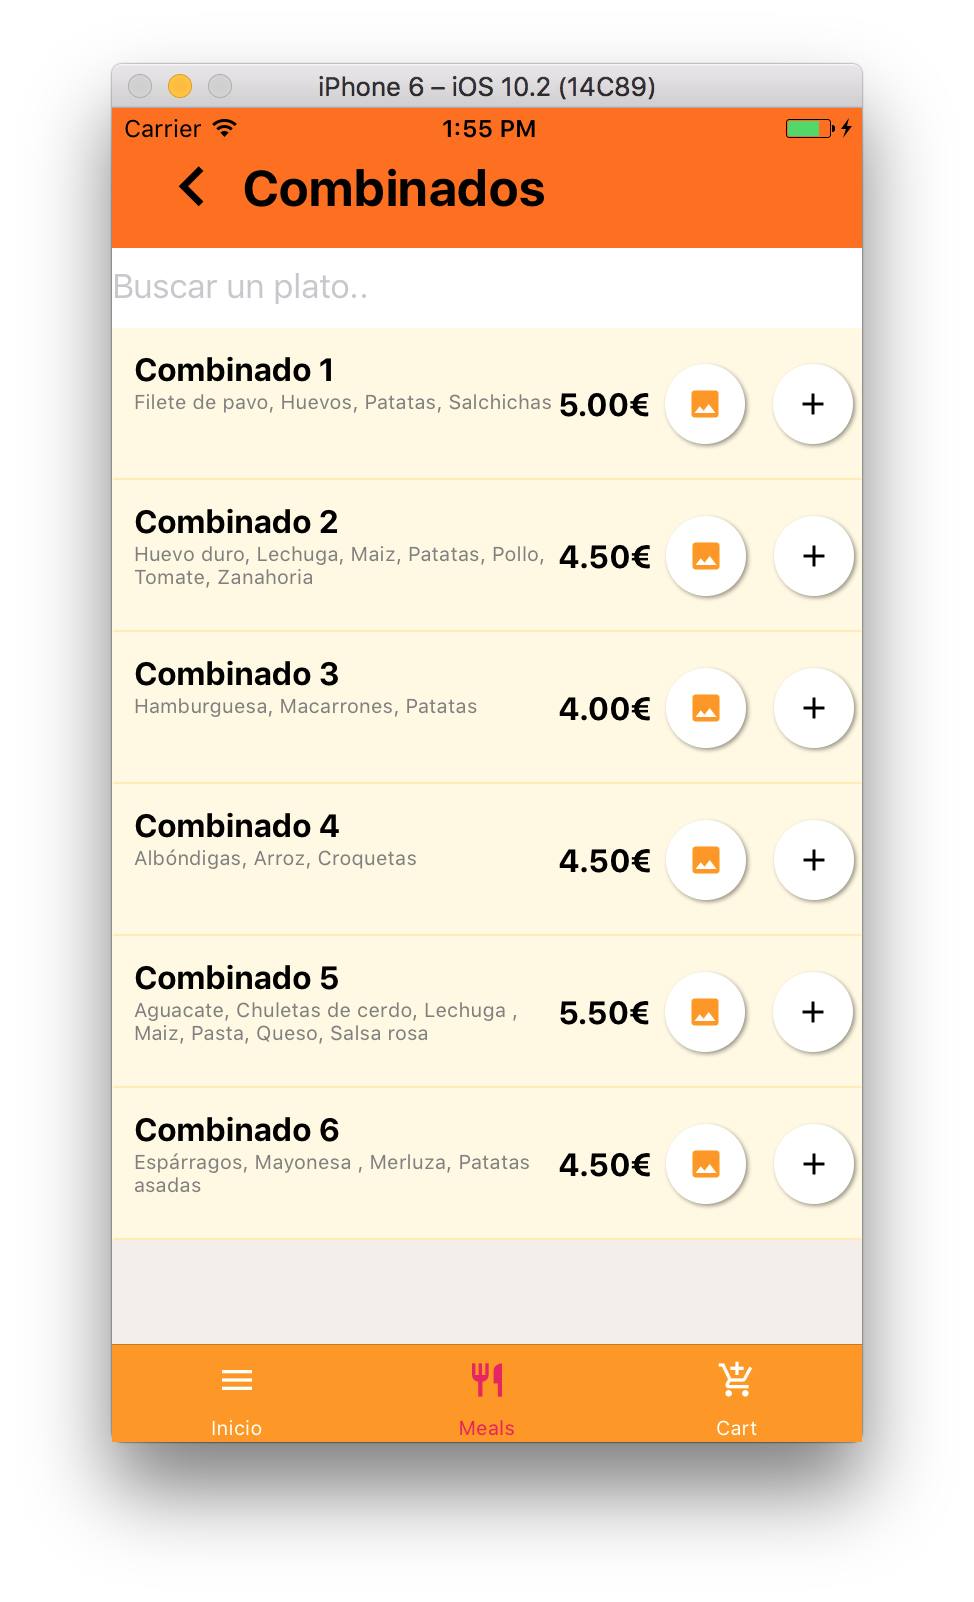 iPhone 6 – iOS 10.2 (14C89)
Carrier 1:55 PM
Combinados
Buscar un plato..
Combinado 1
Filete de pavo, Huevos, Patatas, Salchichas 5.00€
Combinado 2
Huevo duro, Lechuga, Maiz, Patatas, Pollo,
Tomate, Zanahoria
4.50€
Combinado 3
Hamburguesa, Macarrones, Patatas 4.00€
Combinado 4
Albóndigas, Arroz, Croquetas 4.50€
Combinado 5
Aguacate, Chuletas de cerdo, Lechuga ,
Maiz, Pasta, Queso, Salsa rosa
5.50€
Combinado 6
Espárragos, Mayonesa , Merluza, Patatas
asadas
4.50€
Inicio Meals Cart